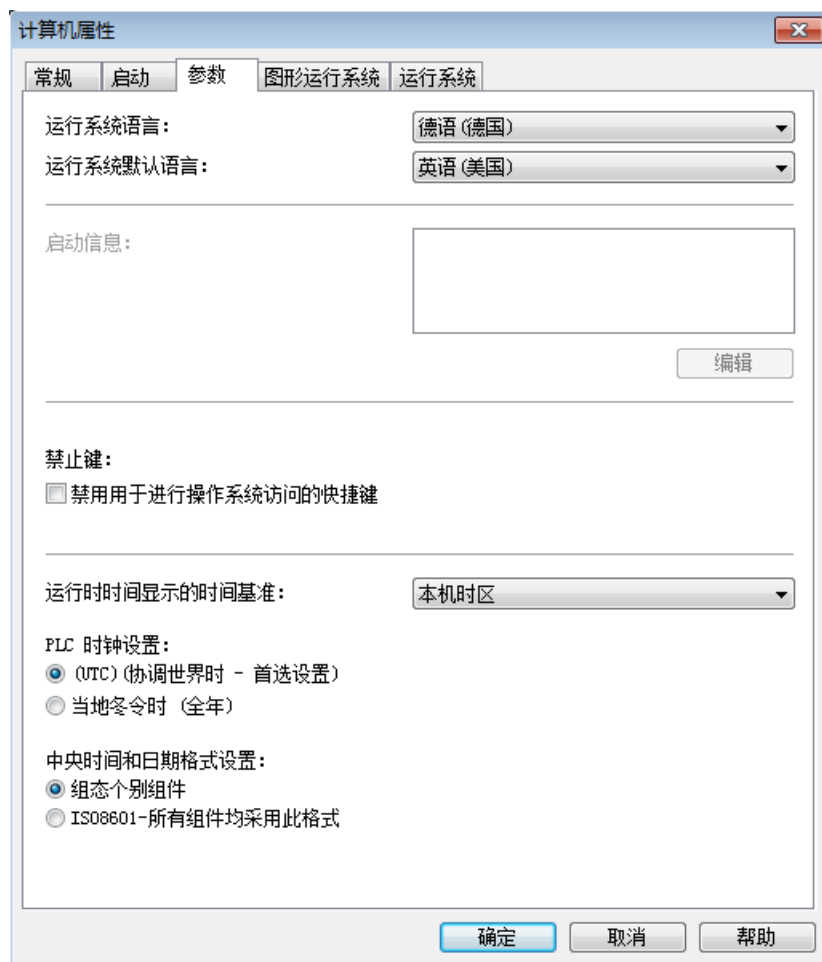 计算机属性
常规 启动 参数 图形运行系统 运行系统
运行系统语言： 德语(德国)
运行系统默认语言： 英语(美国)
启动信息：
编辑
禁止键：
禁用用于进行操作系统访问的快捷键
运行时时间显示的时间基准： 本机时区
PLC 时钟设置：
(UTC)(协调世界时 - 首选设置)
当地冬令时 (全年)
中央时间和日期格式设置：
组态个别组件
ISO8601-所有组件均采用此格式
确定 取消 帮助